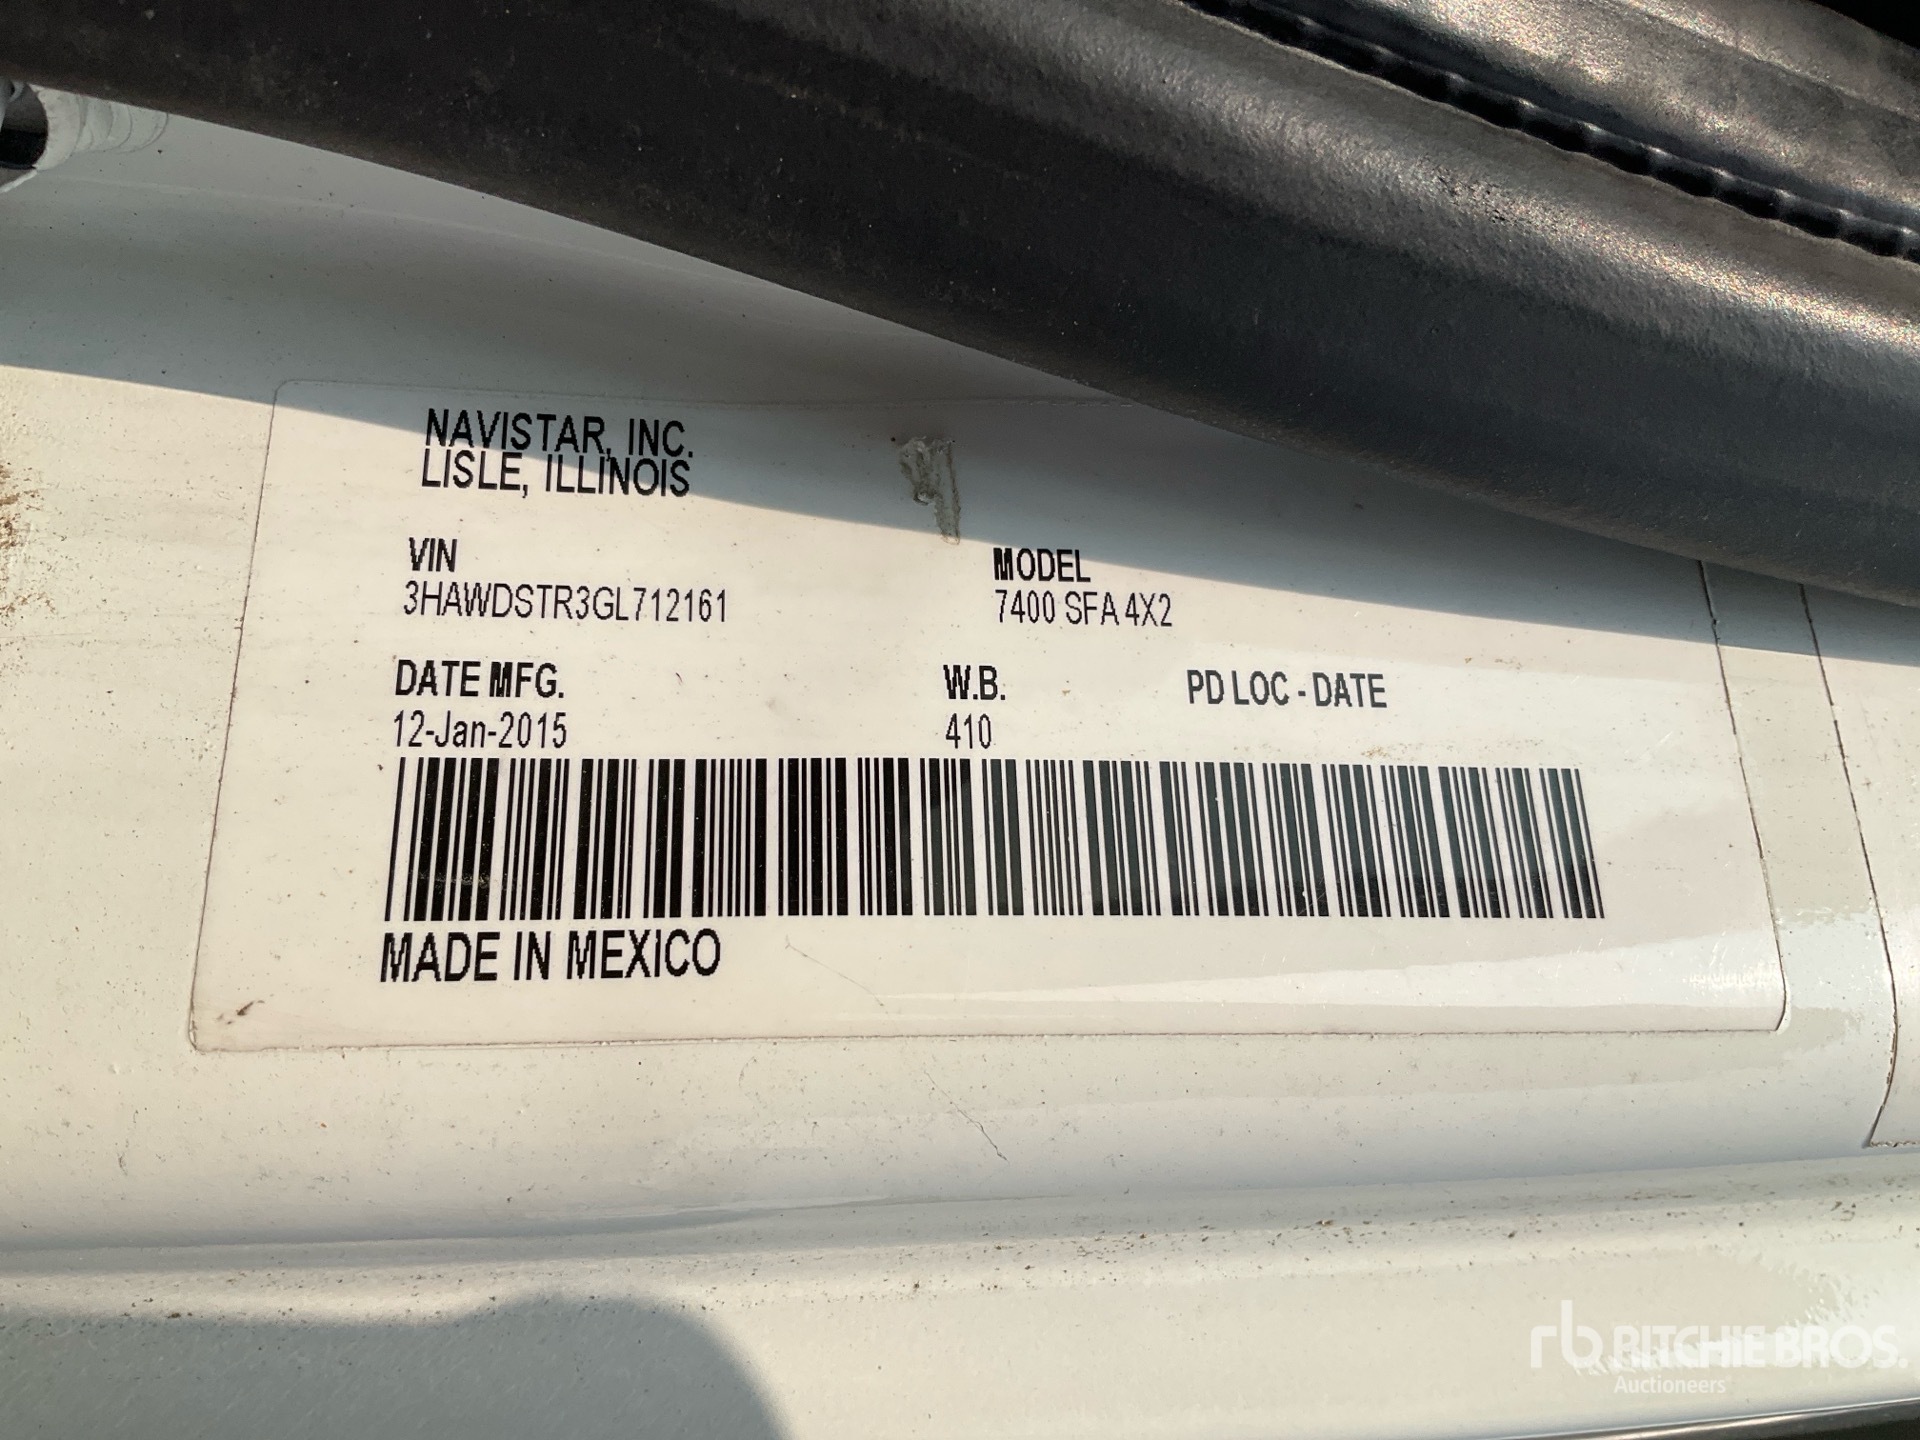 NAVISTAR, INC.
LISLE, ILLINOIS
VIN
3HAWDSTR3GL712161
MODEL
7400 SFA 4X2
DATE MFG.
12-Jan-2015
W.B.
410
PD LOC - DATE
MADE IN MEXICO
rb RITCHIE BROS.
Auctioneers